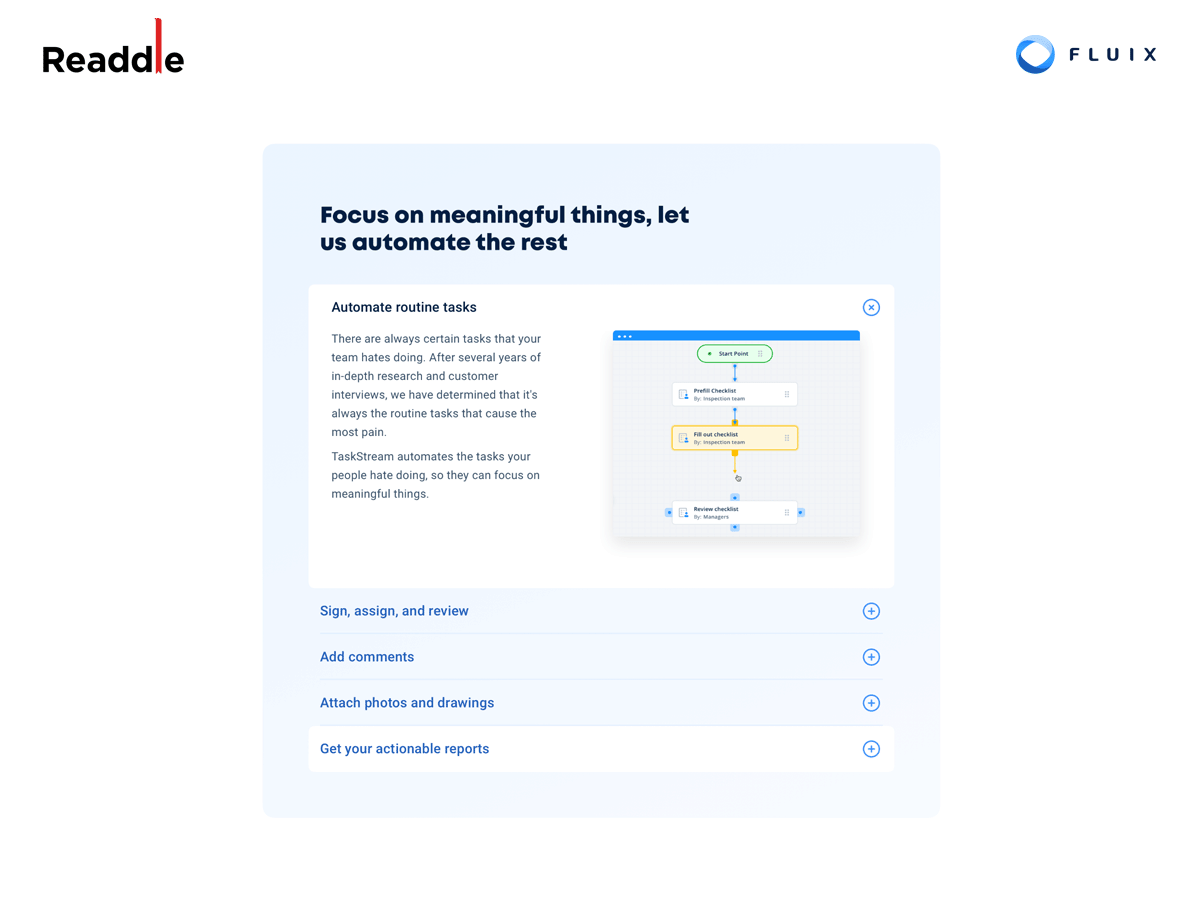 Readdle
FLUIX
Focus on meaningful things, let
us automate the rest
Automate routine tasks
There are always certain tasks that your
team hates doing. After several years of
in-depth research and customer
interviews, we have determined that it's
always the routine tasks that cause the
most pain.
TaskStream automates the tasks your
people hate doing, so they can focus on
meaningful things.
Start Point
Prefill Checklist
By: Inspection team
Fill out checklist
By: Inspection team
Review checklist
By: Managers
Sign, assign, and review
Add comments
Attach photos and drawings
Get your actionable reports